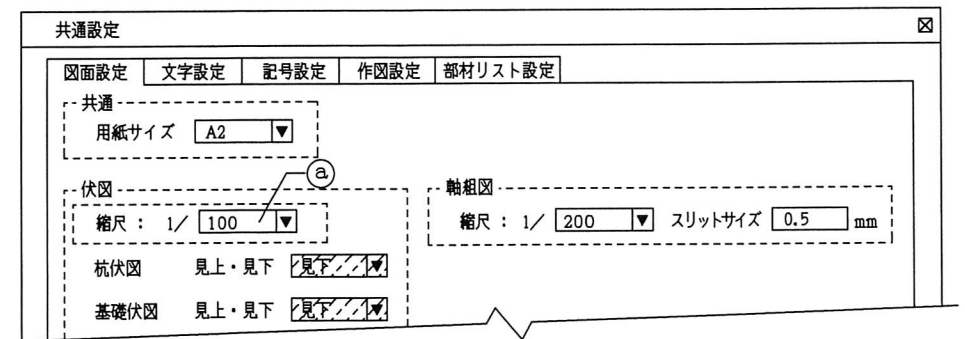 共通設定
図面設定 文字設定 記号設定 作図設定 部材リスト設定
共通
用紙サイズ A2 ▼
a
伏図
縮尺 : 1/ 100 ▼
杭伏図 見上・見下 見下 ▼
基礎伏図 見上・見下 見下 ▼
軸組図
縮尺 : 1/ 200 ▼ スリットサイズ 0.5 mm